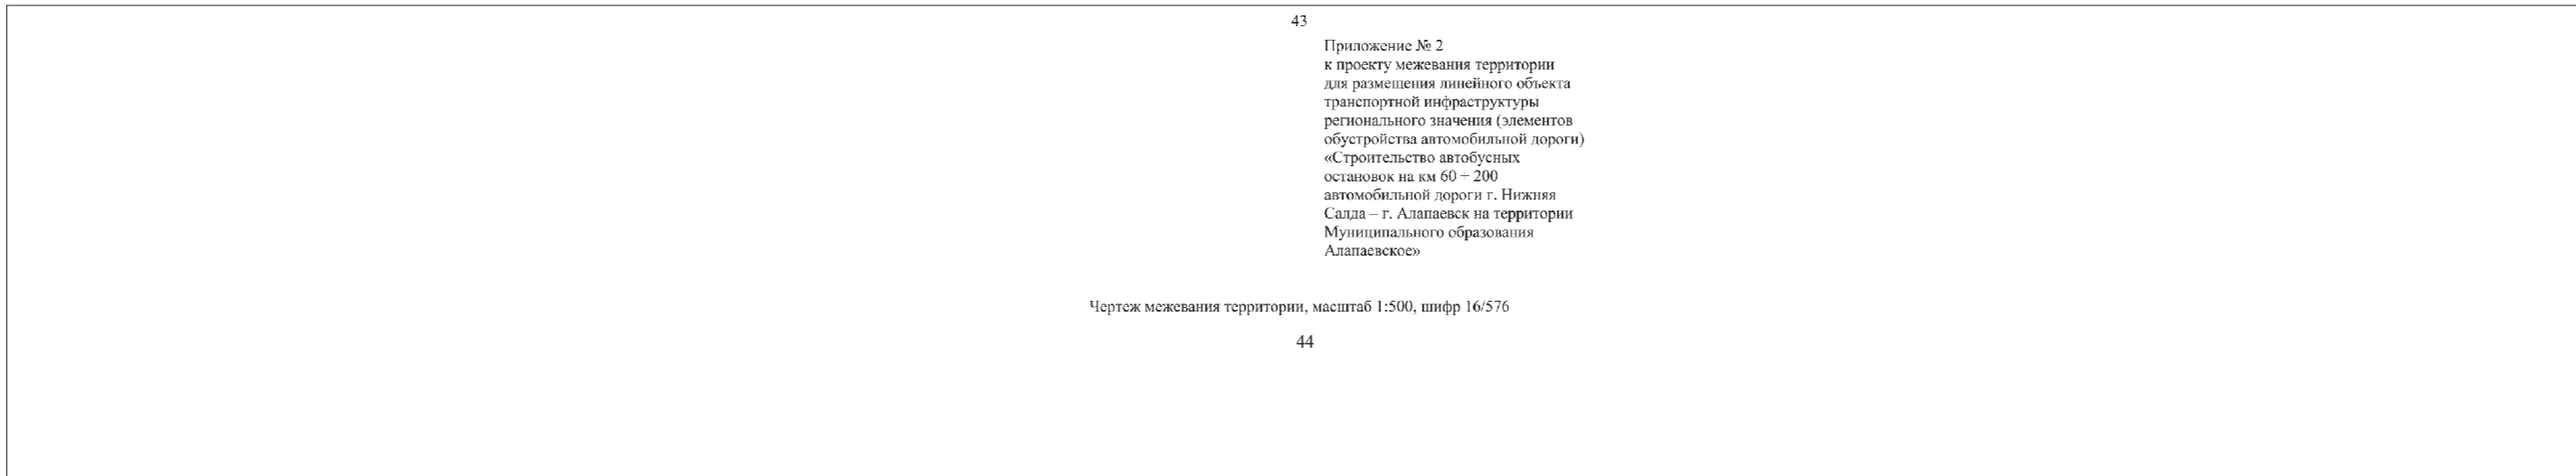 43
Приложение № 2
к проекту межевания территории
для размещения линейного объекта
транспортной инфраструктуры
регионального значения (элементов
обустройства автомобильной дороги)
«Строительство автобусных
остановок на км 60 + 200
автомобильной дороги г. Нижняя
Салда – г. Алапаевск на территории
Муниципального образования
Алапаевское»
Чертеж межевания территории, масштаб 1:500, шифр 16/576
44